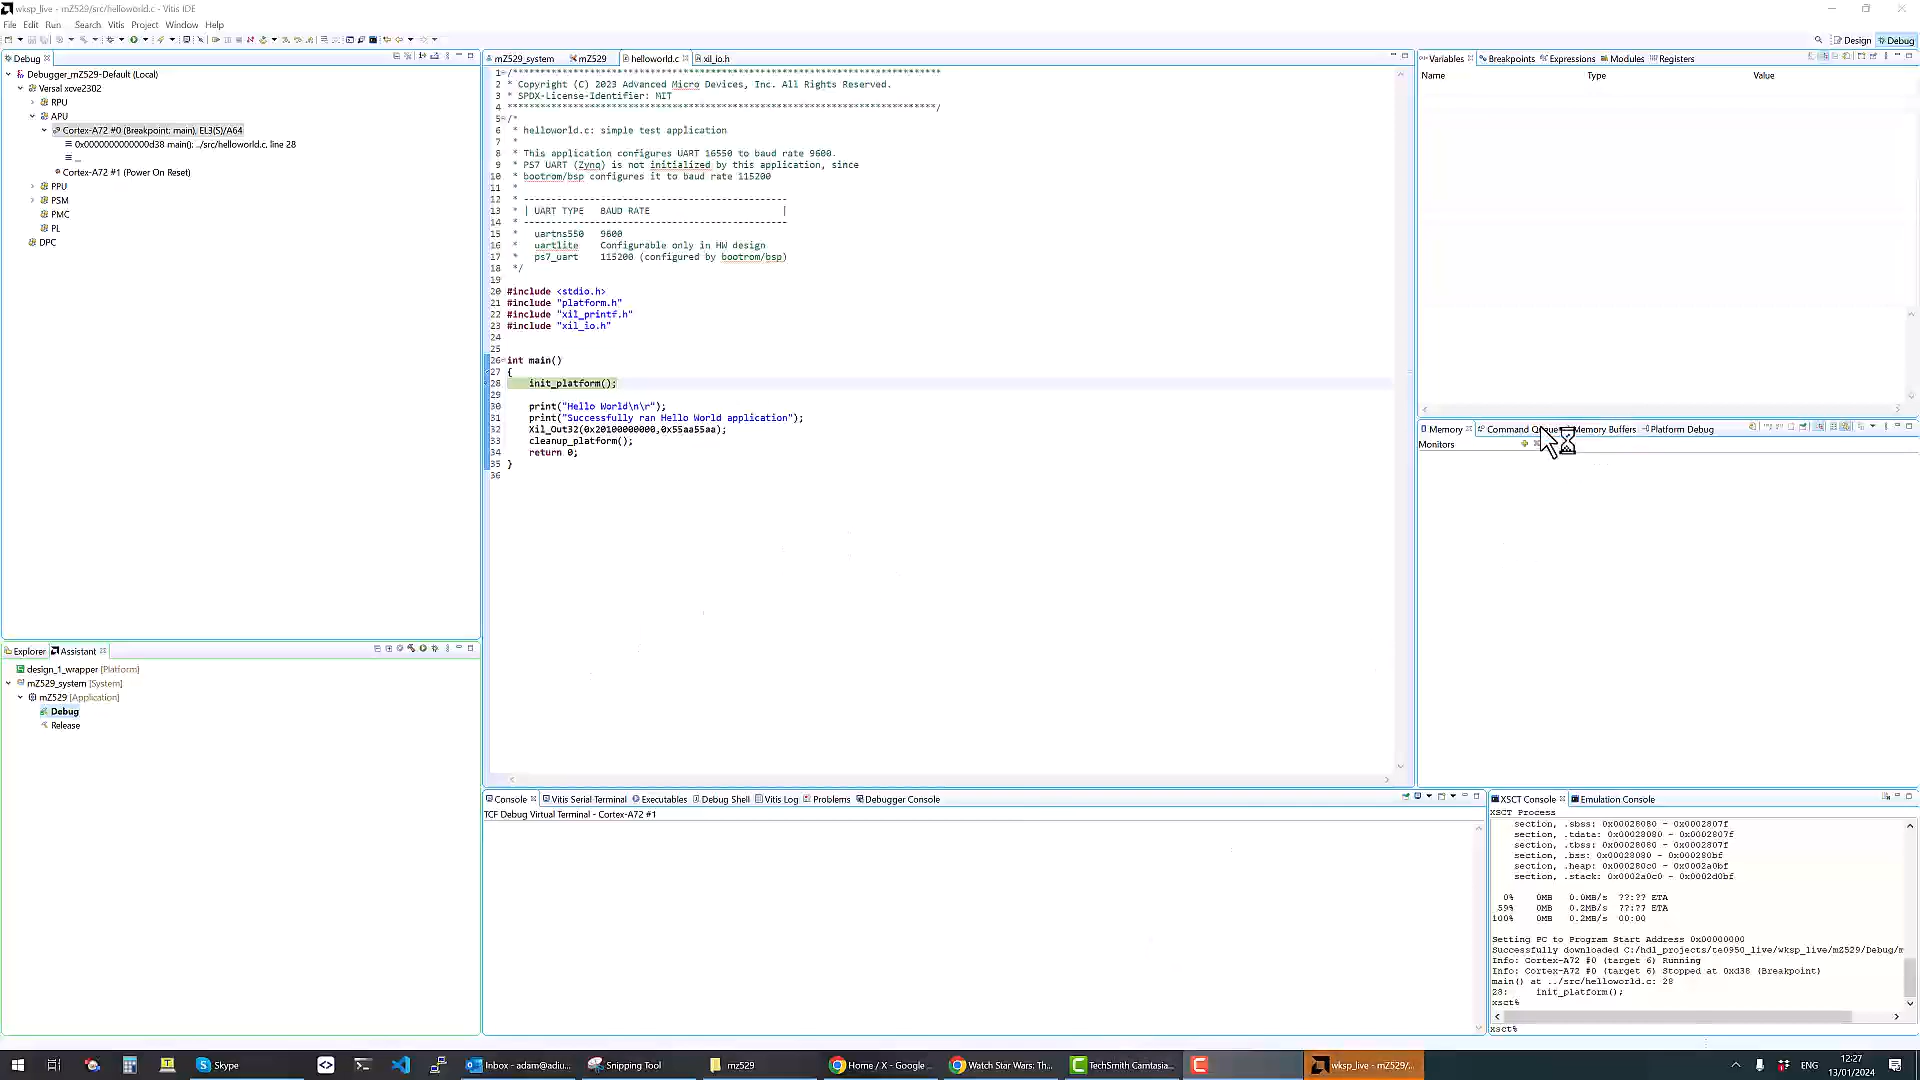 wksp_live - mZ529/src/helloworld.c - Vitis IDE
File Edit Run Search Vitis Project Window Help
Design Debug
Debug
Debugger_mZ529-Default (Local)
Versal xcve2302
RPU
APU
Cortex-A72 #0 (Breakpoint: main), EL3(S)/A64
0x0000000000000d38 main(): ../src/helloworld.c, line 28
...
Cortex-A72 #1 (Power On Reset)
PPU
PSM
PMC
PL
DPC
mZ529_system mZ529 helloworld.c xil_io.h
1 /******************************************************************************
2 * Copyright (C) 2023 Advanced Micro Devices, Inc. All Rights Reserved.
3 * SPDX-License-Identifier: MIT
4 ******************************************************************************/
5 /*
6 * helloworld.c: simple test application
7 *
8 * This application configures UART 16550 to baud rate 9600.
9 * PS7 UART (Zynq) is not initialized by this application, since
10 * bootrom/bsp configures it to baud rate 115200
11 *
12 * ------------------------------------------------
13 * | UART TYPE BAUD RATE |
14 * ------------------------------------------------
15 * uartns550 9600
16 * uartlite Configurable only in HW design
17 * ps7_uart 115200 (configured by bootrom/bsp)
18 */
19
20 #include <stdio.h>
21 #include "platform.h"
22 #include "xil_printf.h"
23 #include "xil_io.h"
24
25
26 int main()
27 {
28 init_platform();
29
30 print("Hello World\n\r");
31 print("Successfully ran Hello World application");
32 Xil_Out32(0x20100000000,0x55aa55aa);
33 cleanup_platform();
34 return 0;
35 }
36
Variables Breakpoints Expressions Modules Registers
Name Type Value
Memory Command Queue Memory Buffers Platform Debug
Monitors
Explorer Assistant
design_1_wrapper [Platform]
mZ529_system [System]
mZ529 [Application]
Debug
Release
Console Vitis Serial Terminal Executables Debug Shell Vitis Log Problems Debugger Console
TCF Debug Virtual Terminal - Cortex-A72 #1
XSCT Console Emulation Console
XSCT Process
section, .sbss: 0x00028080 - 0x0002807f
section, .tdata: 0x00028080 - 0x0002807f
section, .tbss: 0x00028080 - 0x0002807f
section, .bss: 0x00028080 - 0x000280bf
section, .heap: 0x000280c0 - 0x0002a0bf
section, .stack: 0x0002a0c0 - 0x0002d0bf
0% 0MB 0.0MB/s ??:?? ETA
59% 0MB 0.2MB/s ??:?? ETA
100% 0MB 0.2MB/s 00:00
Setting PC to Program Start Address 0x00000000
Successfully downloaded C:/hdl_projects/te0950_live/wksp_live/mZ529/Debug/m
Info: Cortex-A72 #0 (target 6) Running
Info: Cortex-A72 #0 (target 6) Stopped at 0xd38 (Breakpoint)
main() at ../src/helloworld.c: 28
28: init_platform();
xsct%
xsct%
Skype
Inbox - adam@adiu...
Snipping Tool
mz529
Home / X - Google ...
Watch Star Wars: Th...
TechSmith Camtasia...
wksp_live - mZ529/...
ENG
12:27
13/01/2024